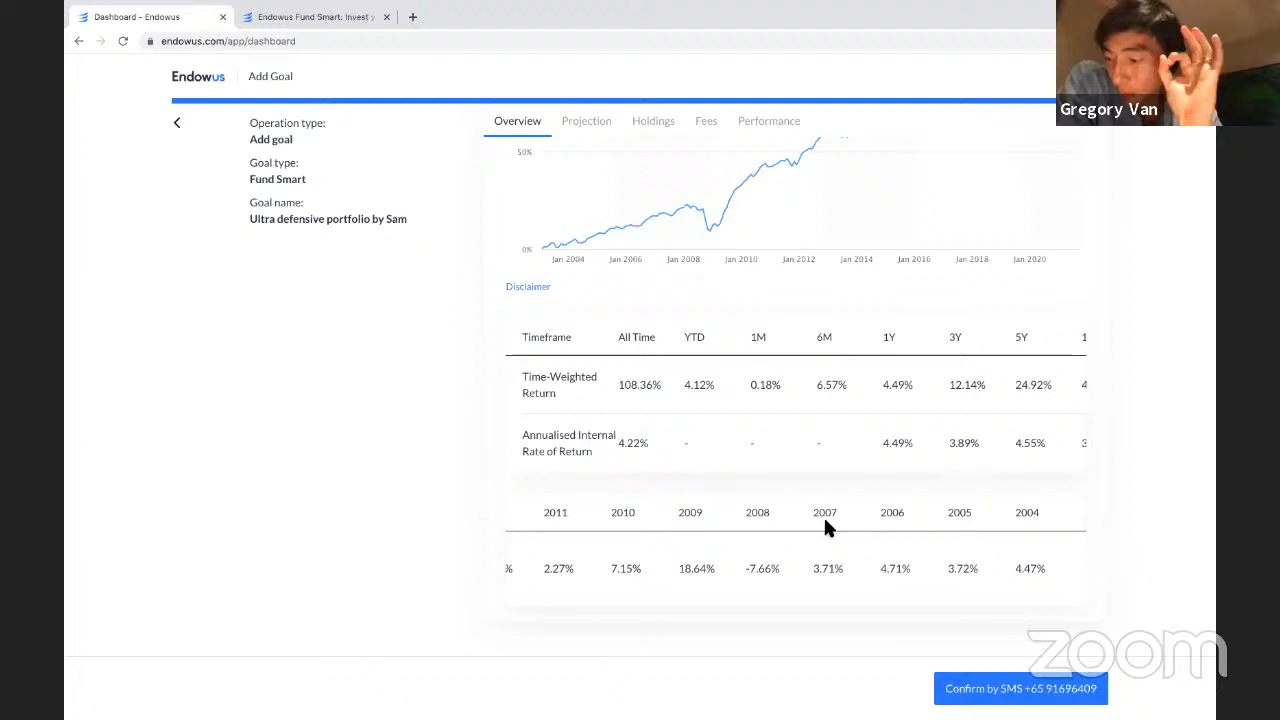 Dashboard - Endowus
Endowus Fund Smart: Invest y
endowus.com/app/dashboard
Gregory Van
Endowus
Add Goal
Operation type:
Add goal
Goal type:
Fund Smart
Goal name:
Ultra defensive portfolio by Sam
Overview Projection Holdings Fees Performance
50%
0%
Jan 2004 Jan 2006 Jan 2008 Jan 2010 Jan 2012 Jan 2014 Jan 2016 Jan 2018 Jan 2020
Disclaimer
Timeframe All Time YTD 1M 6M 1Y 3Y 5Y 1
Time-Weighted
Return
108.36% 4.12% 0.18% 6.57% 4.49% 12.14% 24.92% 4
Annualised Internal
Rate of Return
4.22% - - - 4.49% 3.89% 4.55% 3
2011 2010 2009 2008 2007 2006 2005 2004
% 2.27% 7.15% 18.64% -7.66% 3.71% 4.71% 3.72% 4.47%
zoom
Confirm by SMS +65 91696409